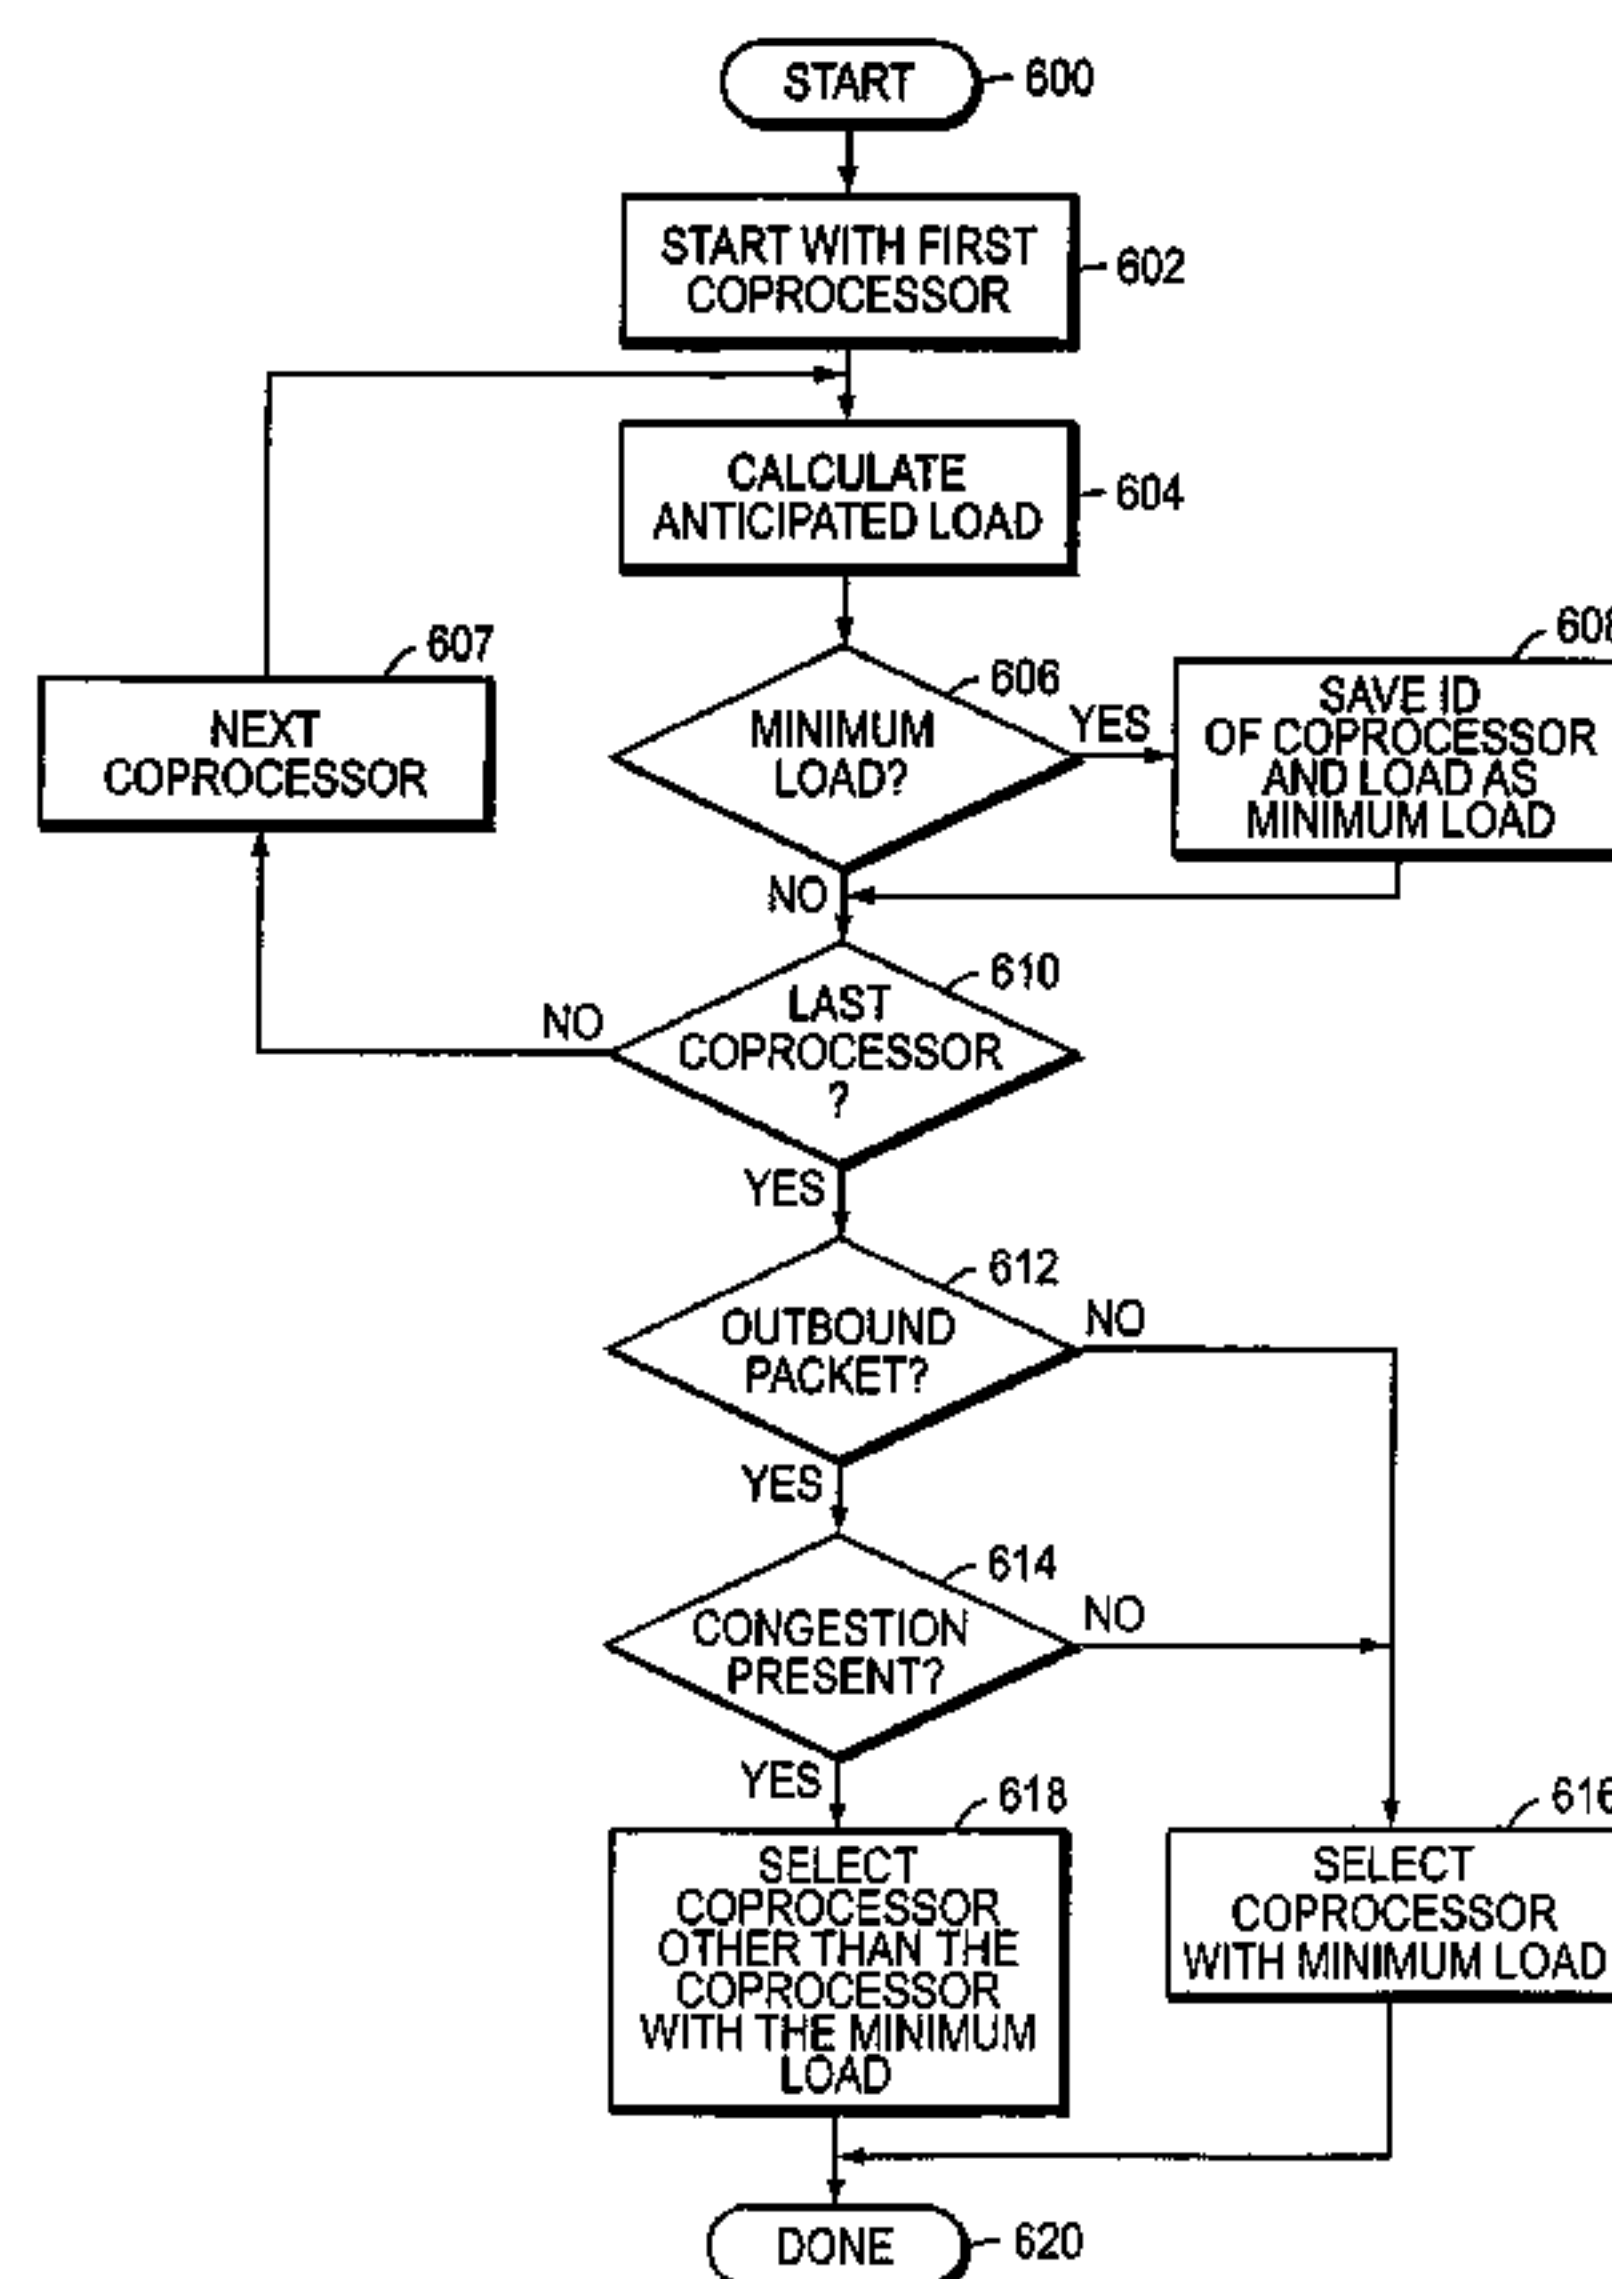 START
600
START WITH FIRST
COPROCESSOR
602
CALCULATE
ANTICIPATED LOAD
604
607
NEXT
COPROCESSOR
606
MINIMUM
LOAD?
YES
608
SAVE ID
OF COPROCESSOR
AND LOAD AS
MINIMUM LOAD
NO
610
LAST
COPROCESSOR
?
NO
YES
612
OUTBOUND
PACKET?
NO
YES
614
CONGESTION
PRESENT?
NO
YES
618
SELECT
COPROCESSOR
OTHER THAN THE
COPROCESSOR
WITH THE MINIMUM
LOAD
616
SELECT
COPROCESSOR
WITH MINIMUM LOAD
DONE
620